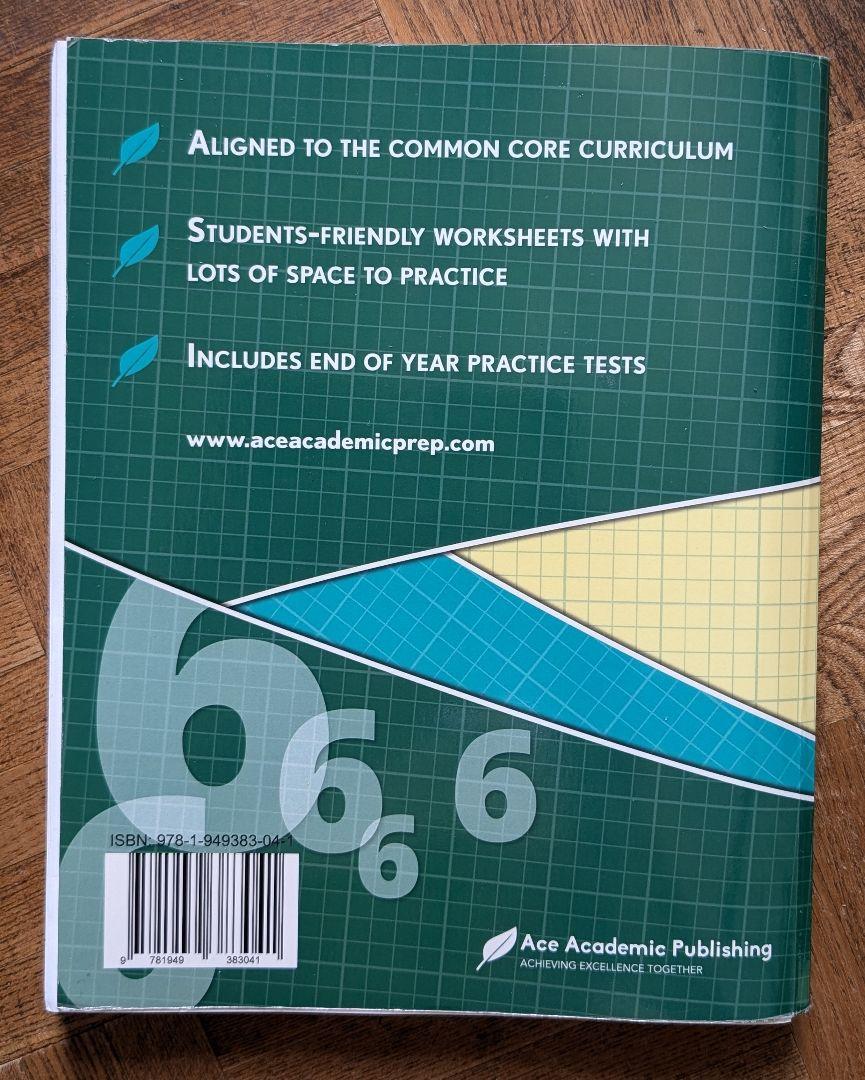 Aligned to the common core curriculum
Students-friendly worksheets with
lots of space to practice
Includes end of year practice tests
www.aceacademicprep.com
6
6
6
6
6
ISBN: 978-1-949383-04-1
9 781949 383041
Ace Academic Publishing
ACHIEVING EXCELLENCE TOGETHER